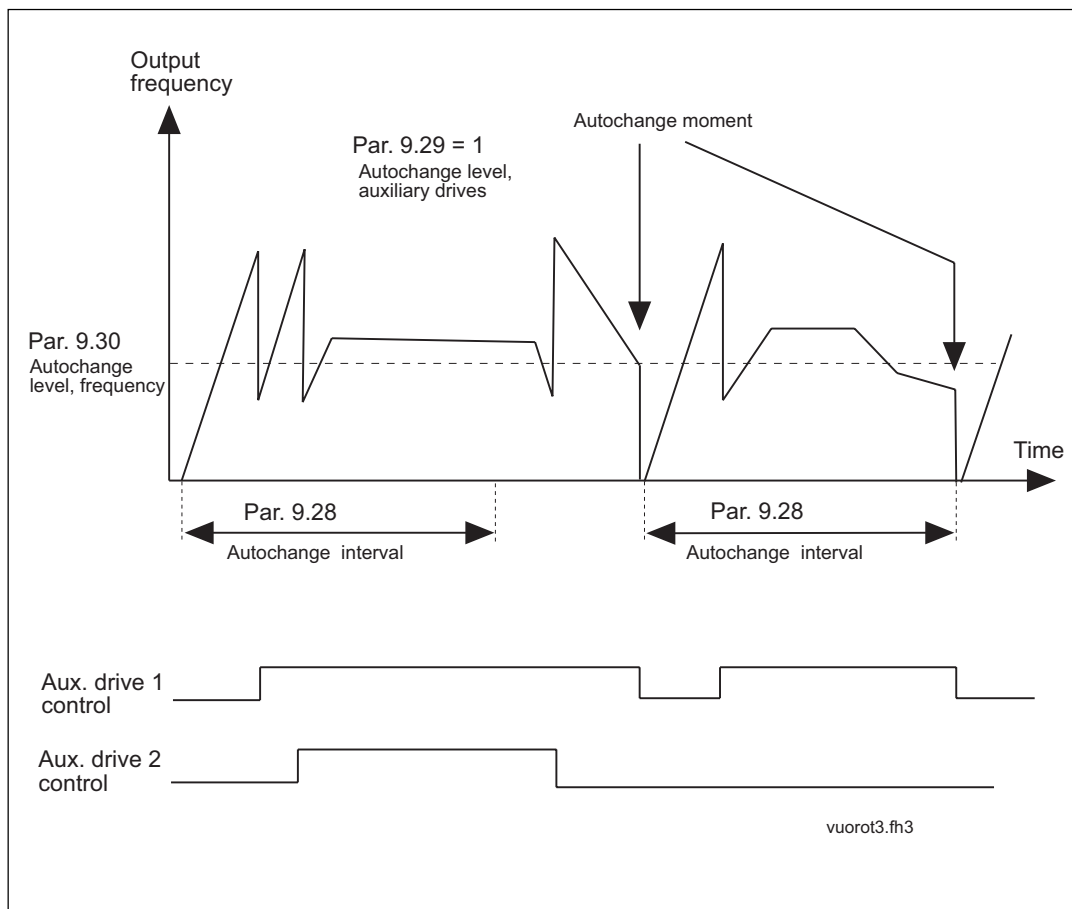 Output
frequency
Autochange moment
Par. 9.29 = 1
Autochange level,
auxiliary drives
Par. 9.30
Autochange
level, frequency
Time
Par. 9.28
Autochange interval
Par. 9.28
Autochange interval
Aux. drive 1
control
Aux. drive 2
control
vuorot3.fh3